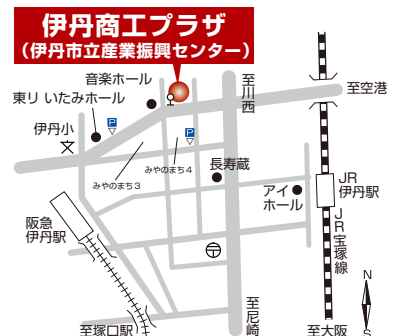 伊丹商工プラザ
(伊丹市立産業振興センター)
音楽ホール
東リ いたみホール
至川西
至空港
伊丹小
文
P
P
みやのまち3
みやのまち4
長寿蔵
アイ
ホール
JR
伊丹駅
JR宝塚線
阪急
伊丹駅
至塚口駅
至尼崎
至大阪
N
S